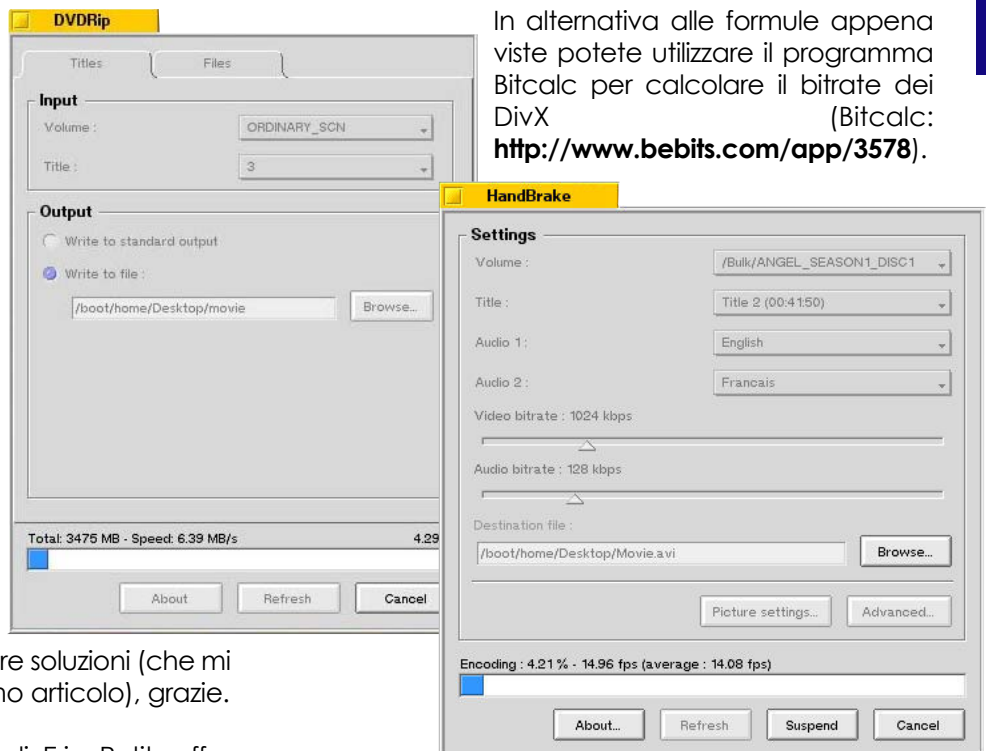 DVDRip
Titles Files
Input
Volume : ORDINARY_SCN
Title : 3
Output
Write to standard output
Write to file :
/boot/home/Desktop/movie Browse...
Total: 3475 MB - Speed: 6.39 MB/s 4.29
About Refresh Cancel
In alternativa alle formule appena
viste potete utilizzare il programma
Bitcalc per calcolare il bitrate dei
DivX (Bitcalc:
http://www.bebits.com/app/3578).
HandBrake
Settings
Volume : /Bulk/ANGEL_SEASON1_DISC1
Title : Title 2 (00:41:50)
Audio 1 : English
Audio 2 : Francais
Video bitrate : 1024 kbps
Audio bitrate : 128 kbps
Destination file :
/boot/home/Desktop/Movie.avi Browse...
Picture settings... Advanced...
Encoding : 4.21 % - 14.96 fps (average : 14.08 fps)
About... Refresh Suspend Cancel
re soluzioni (che mi
no articolo), grazie.